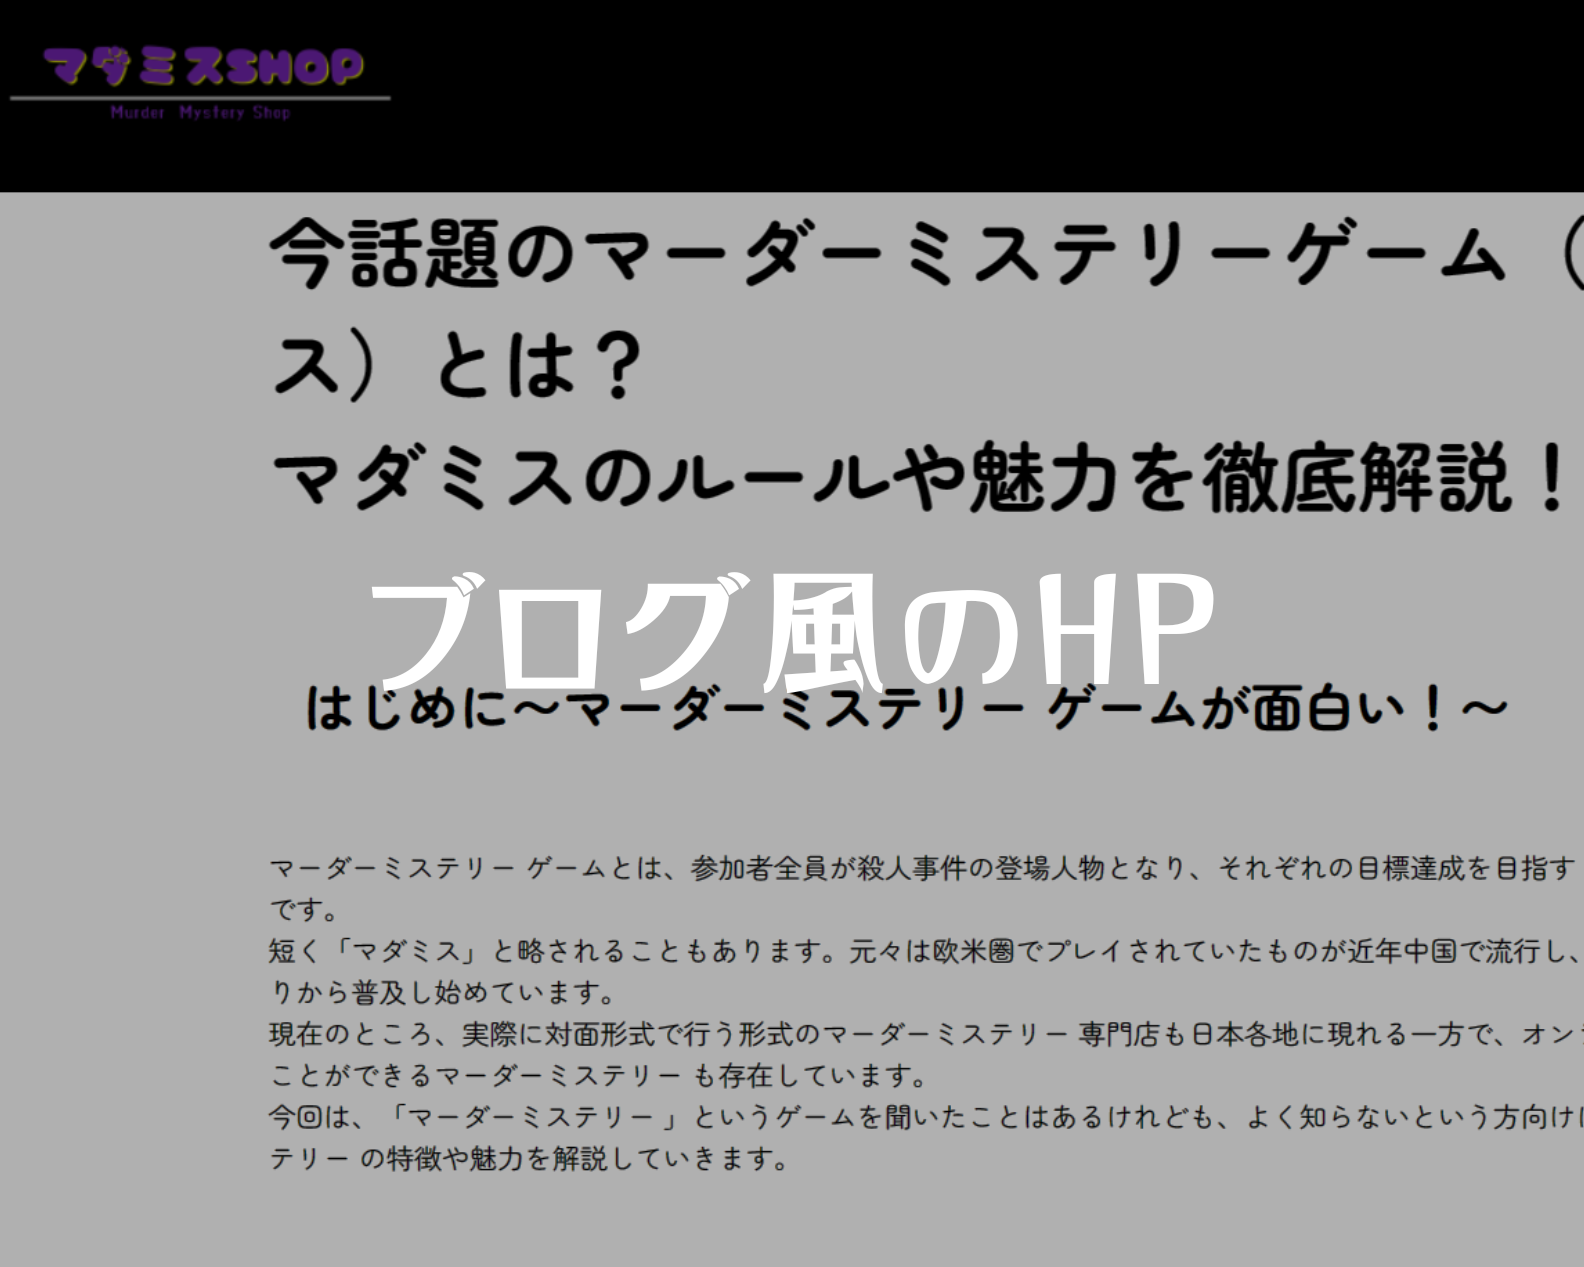 マダミスSHOP
Murder Mystery Shop
今話題のマーダーミステリーゲーム（
ス）とは？
マダミスのルールや魅力を徹底解説！
ブログ風のHP
はじめに～マーダーミステリー ゲームが面白い！～
マーダーミステリー ゲームとは、参加者全員が殺人事件の登場人物となり、それぞれの目標達成を目指す
です。
短く「マダミス」と略されることもあります。元々は欧米圏でプレイされていたものが近年中国で流行し、
りから普及し始めています。
現在のところ、実際に対面形式で行う形式のマーダーミステリー 専門店も日本各地に現れる一方で、オン
ことができるマーダーミステリー も存在しています。
今回は、「マーダーミステリー 」というゲームを聞いたことはあるけれども、よく知らないという方向け
テリー の特徴や魅力を解説していきます。